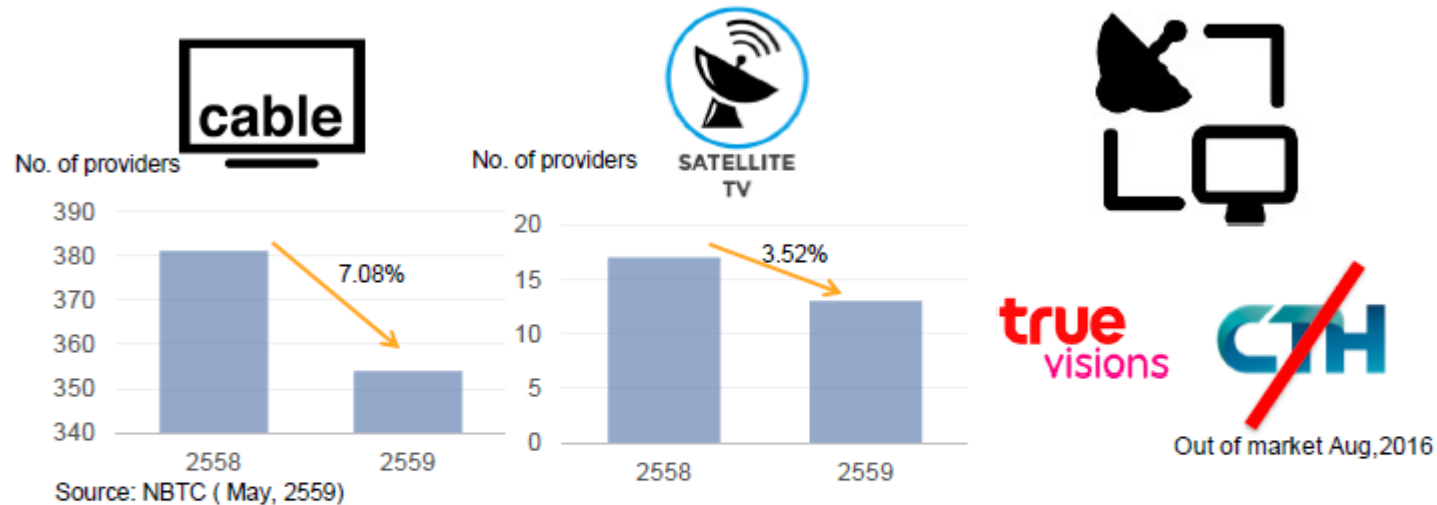 cable
No. of providers
390
380
370
360
350
340
7.08%
2558
2559
Source: NBTC ( May, 2559)
SATELLITE
TV
No. of providers
20
15
10
5
0
3.52%
2558
2559
true
visions
CTH
Out of market Aug,2016